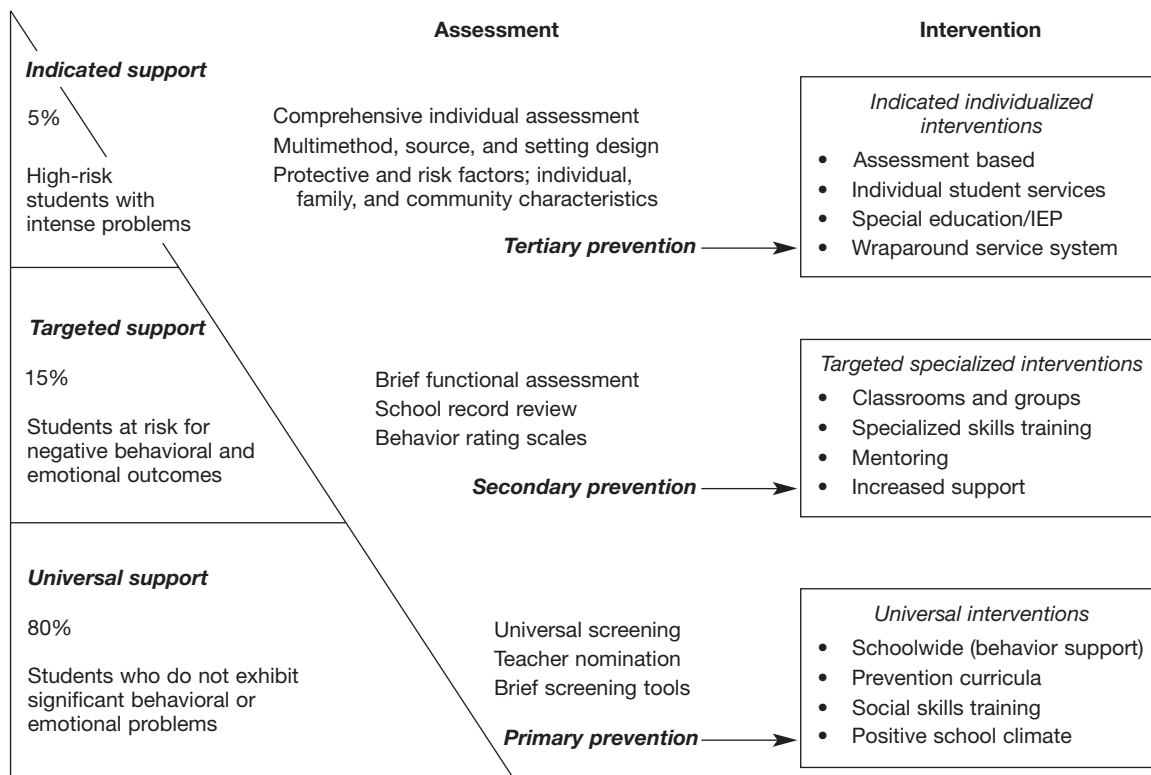 Assessment
Intervention
Indicated support
5%
High-risk
students with
intense problems
Comprehensive individual assessment
Multimethod, source, and setting design
Protective and risk factors; individual,
family, and community characteristics
Tertiary prevention
Indicated individualized
interventions
• Assessment based
• Individual student services
• Special education/IEP
• Wraparound service system
Targeted support
15%
Students at risk for
negative behavioral and
emotional outcomes
Brief functional assessment
School record review
Behavior rating scales
Secondary prevention
Targeted specialized interventions
• Classrooms and groups
• Specialized skills training
• Mentoring
• Increased support
Universal support
80%
Students who do not exhibit
significant behavioral or
emotional problems
Universal screening
Teacher nomination
Brief screening tools
Primary prevention
Universal interventions
• Schoolwide (behavior support)
• Prevention curricula
• Social skills training
• Positive school climate